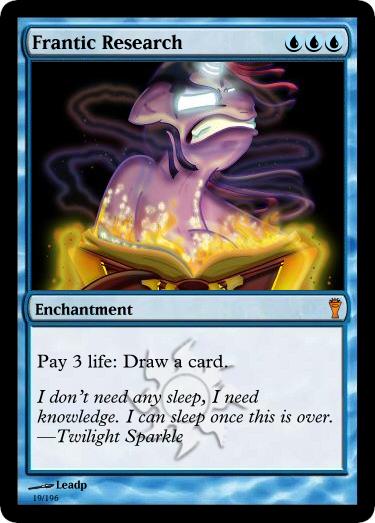 Frantic Research
Enchantment
Pay 3 life: Draw a card.
I don't need any sleep, I need
knowledge. I can sleep once this is over.
—Twilight Sparkle
Leadp
19/196